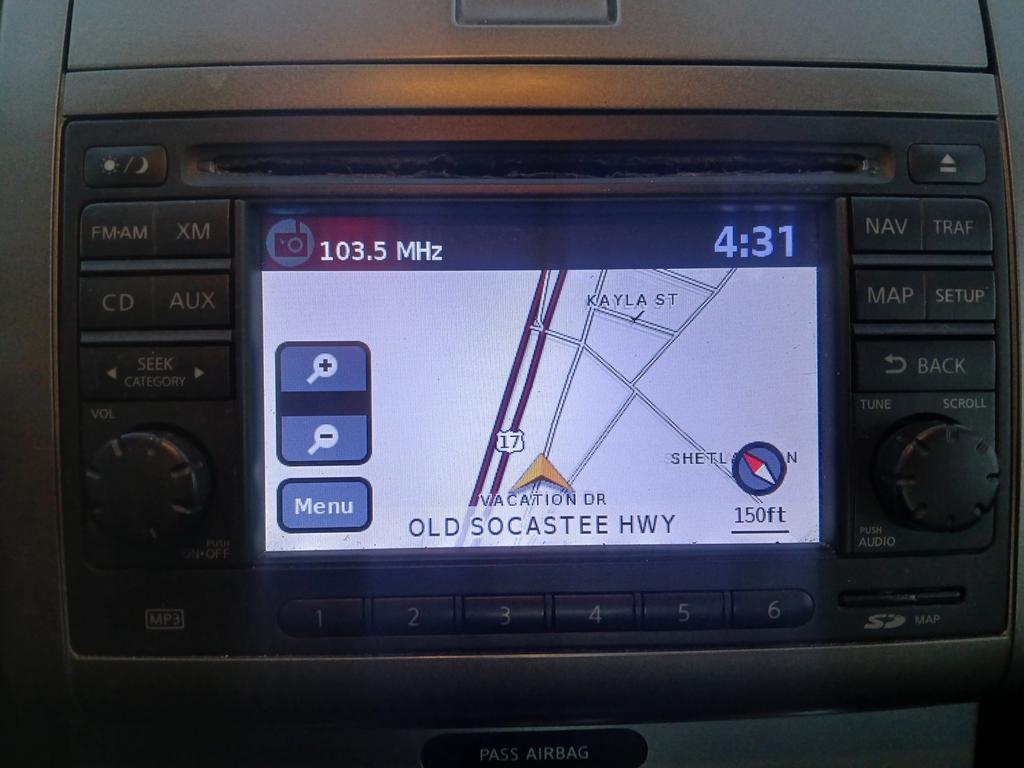 103.5 MHz
4:31
FM·AM XM
NAV TRAF
CD AUX
MAP SETUP
KAYLA ST
SEEK
CATEGORY
BACK
VOL
TUNE SCROLL
17
Menu
VACATION DR
OLD SOCASTEE HWY
150ft
PUSH
ON·OFF
PUSH
AUDIO
MP3
1 2 3 4 5 6
SD MAP
PASS AIRBAG